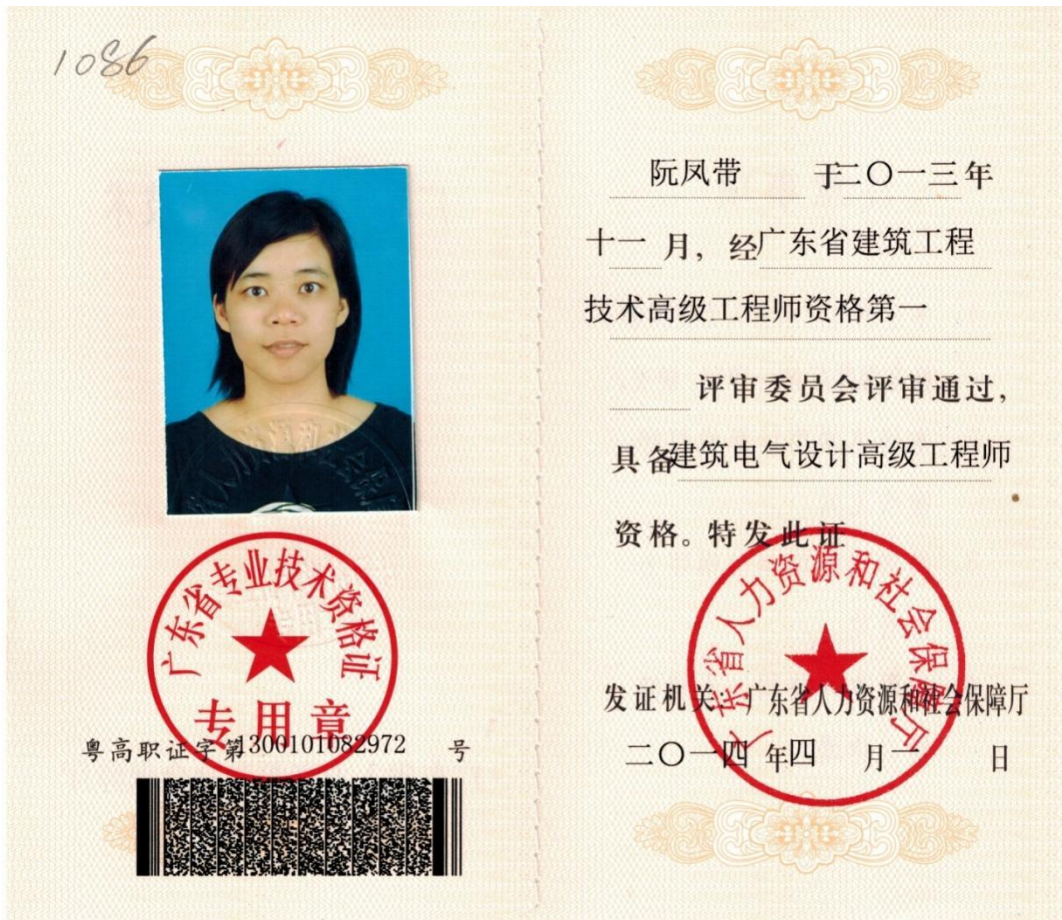 1086
广东省专业技术资格证
专用章
粤高职证字第1300101082972 号
阮凤带 于二〇一三年
十一月，经广东省建筑工程
技术高级工程师资格第一
评审委员会评审通过，
具备建筑电气设计高级工程师
资格。特发此证
广东省人力资源和社会保障厅
发证机关：广东省人力资源和社会保障厅
二〇一四年四月一日